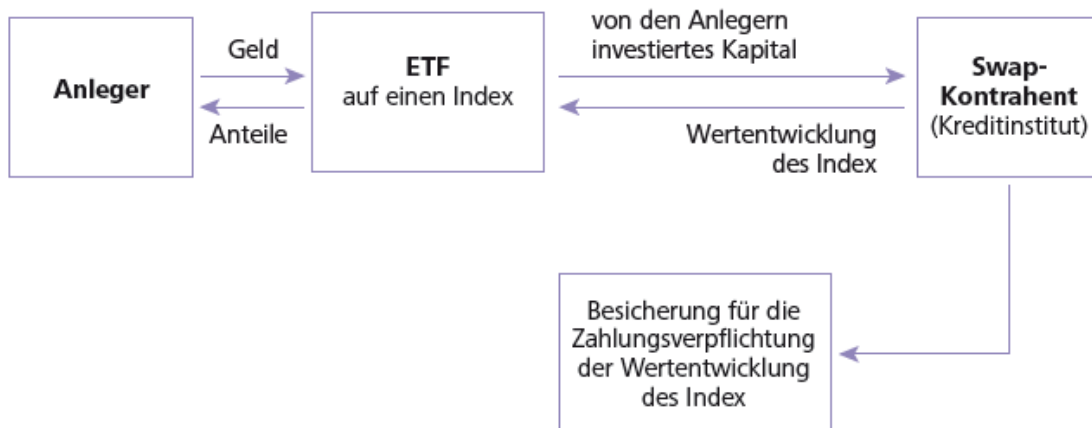 Anleger
Geld
Anteile
ETF
auf einen Index
von den Anlegern
investiertes Kapital
Wertentwicklung
des Index
Swap-
Kontrahent
(Kreditinstitut)
Besicherung für die
Zahlungsverpflichtung
der Wertentwicklung
des Index